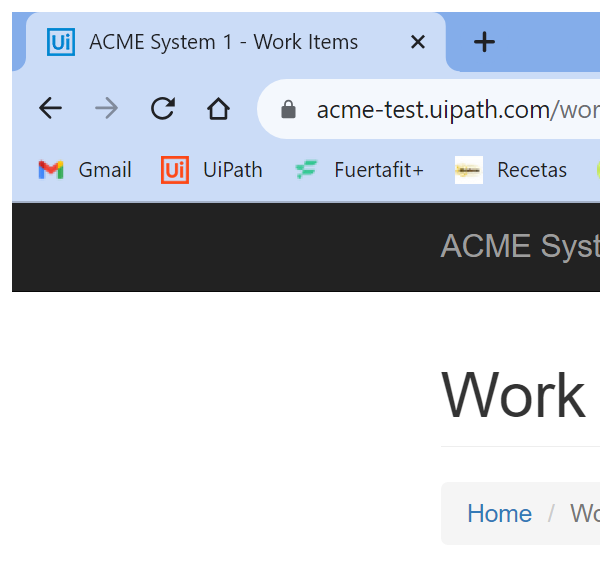 Ui ACME System 1 - Work Items
acme-test.uipath.com/wor
Gmail Ui UiPath Fuertafit+ Recetas
ACME Syst
Work
Home / Wo